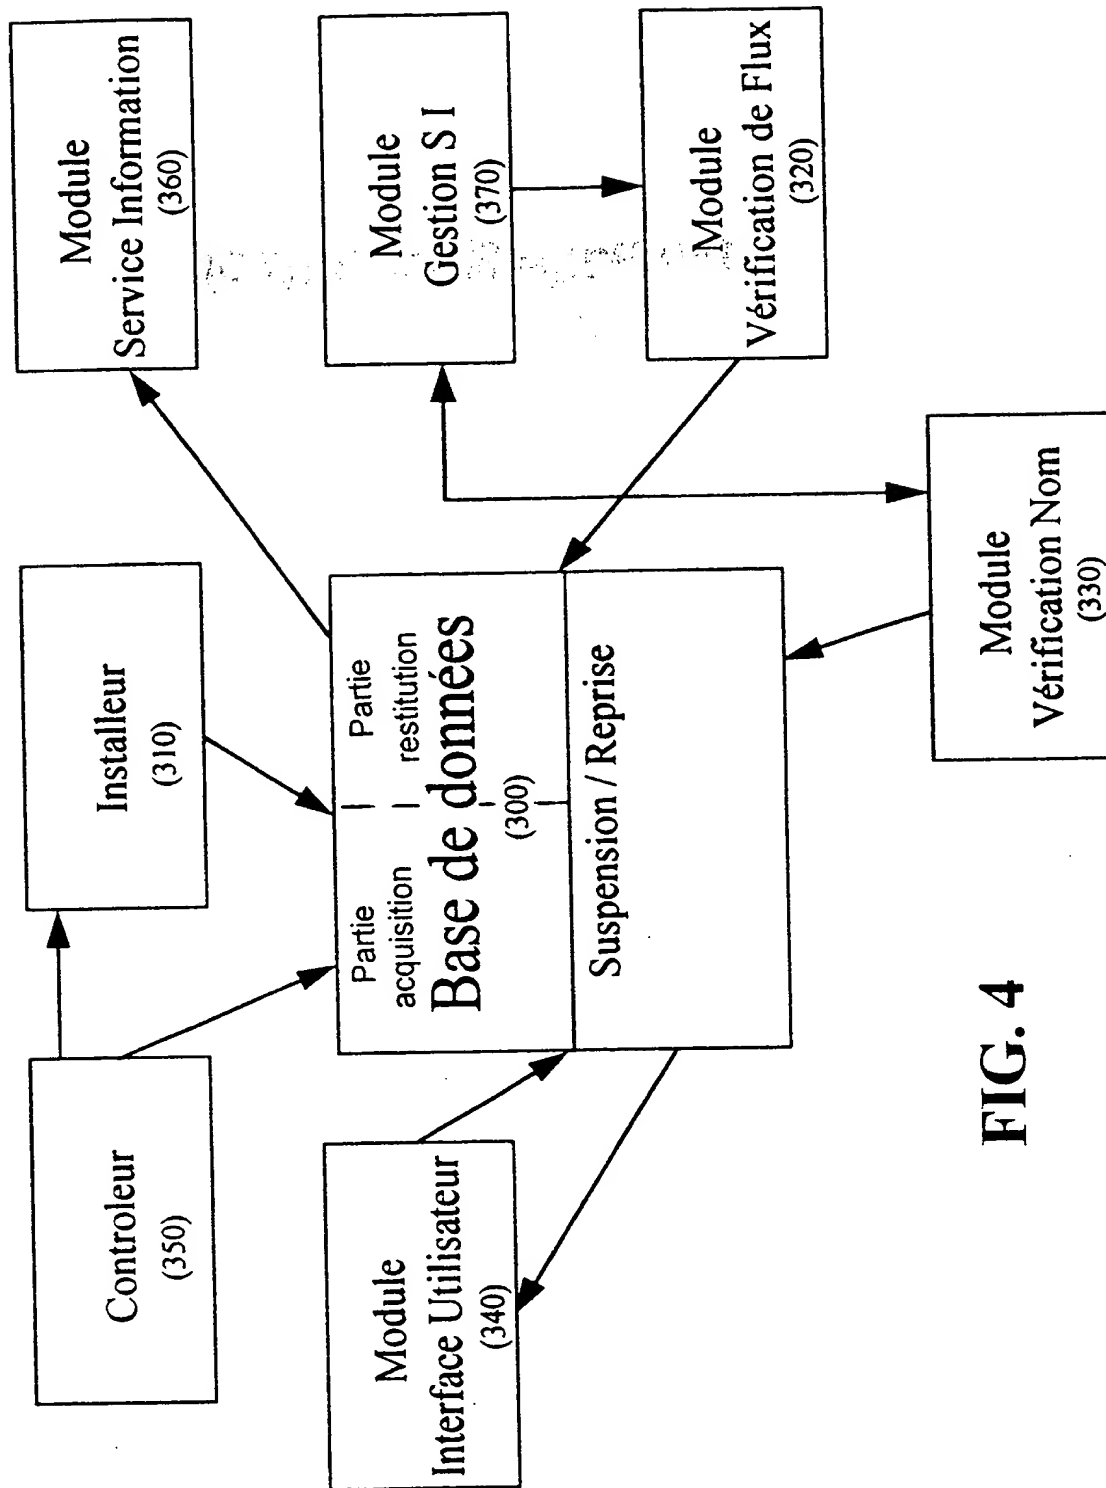 Controleur
(350)
Installeur
(310)
Module
Service Information
(360)
Module
Interface Utilisateur
(340)
Partie
acquisition
Partie
restitution
Base de données
(300)
Suspension / Reprise
Module
Gestion S I
(370)
Module
Vérification de Flux
(320)
Module
Vérification Nom
(330)
FIG. 4